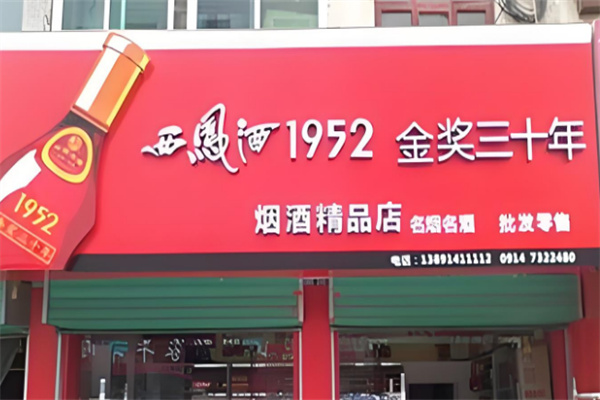 西鳳酒1952 金奖三十年
烟酒精品店 名烟名酒 批发零售
电话：13891411112 0914 7322480
1952